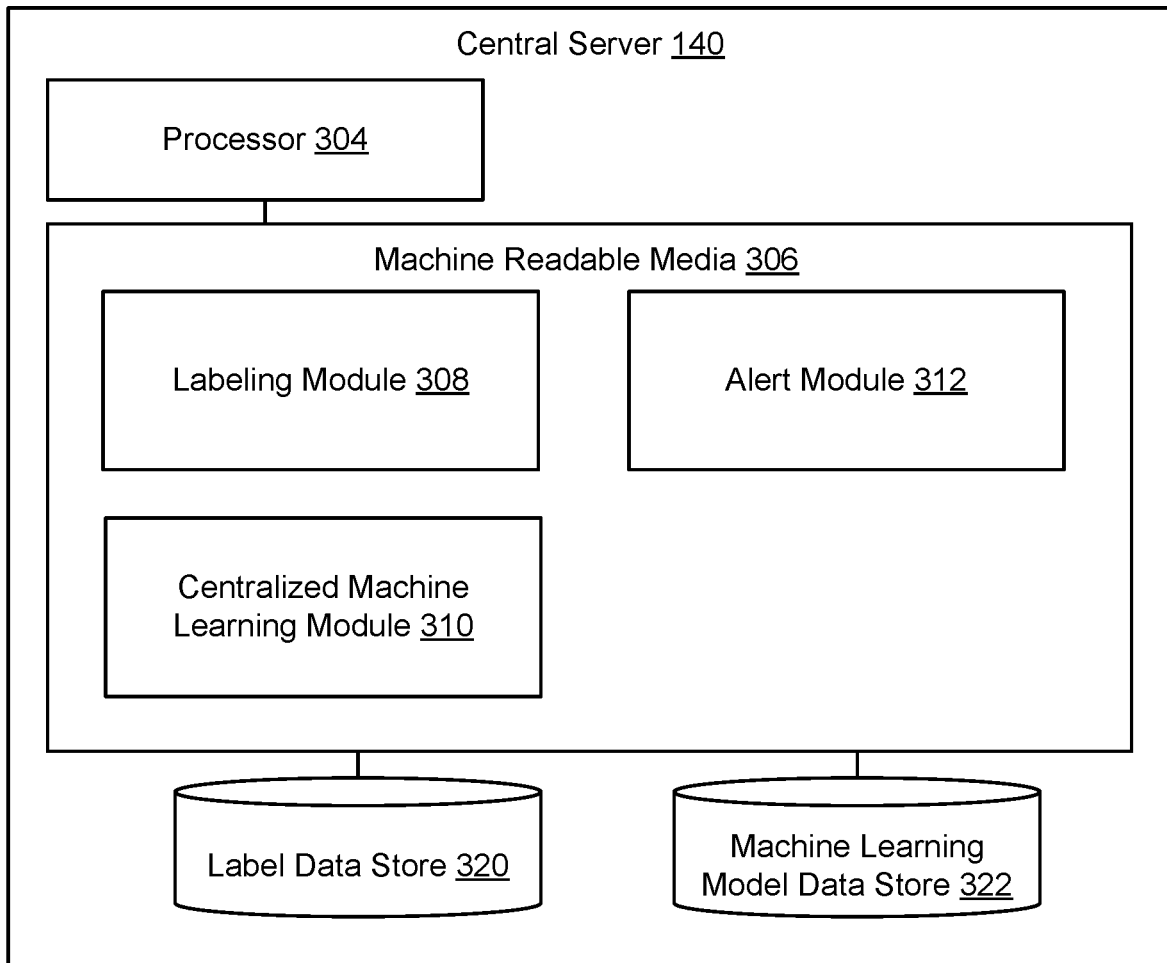 Central Server 140
Processor 304
Machine Readable Media 306
Labeling Module 308
Alert Module 312
Centralized Machine
Learning Module 310
Label Data Store 320
Machine Learning
Model Data Store 322